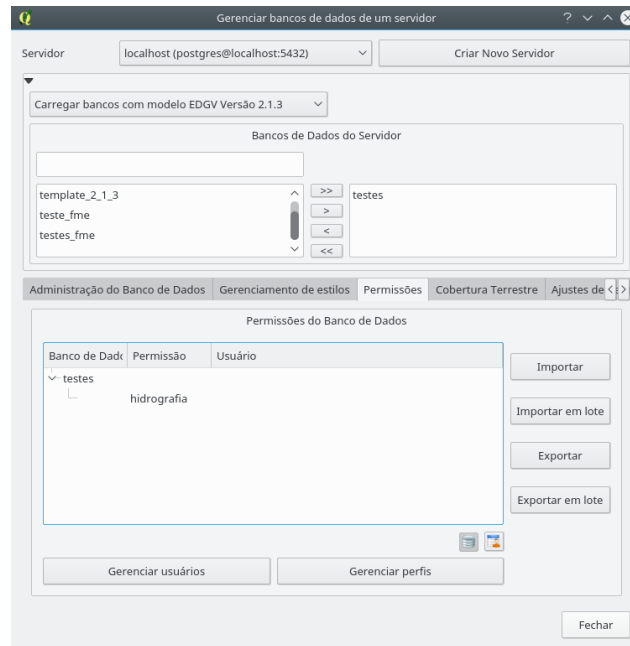 Gerenciar bancos de dados de um servidor
Servidor
localhost (postgres@localhost:5432)
Criar Novo Servidor
Carregar bancos com modelo EDGV Versão 2.1.3
Bancos de Dados do Servidor
template_2_1_3
teste_fme
testes_fme
>>
>
<
<<
testes
Administração do Banco de Dados
Gerenciamento de estilos
Permissões
Cobertura Terrestre
Ajustes de
Permissões do Banco de Dados
Banco de Dadc
Permissão
Usuário
testes
hidrografia
Importar
Importar em lote
Exportar
Exportar em lote
Gerenciar usuários
Gerenciar perfis
Fechar